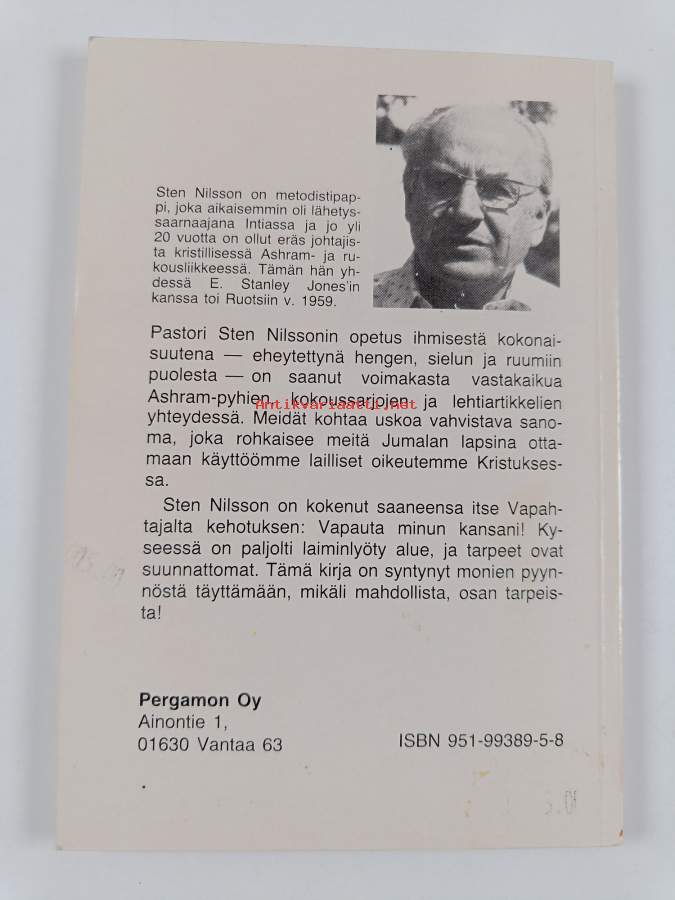 Sten Nilsson on metodistipap-
pi, joka aikaisemmin oli lähetys-
saarnaajana Intiassa ja jo yli
20 vuotta on ollut eräs johtajis-
ta kristillisessä Ashram- ja ru-
kousliikkeessä. Tämän hän yh-
dessä E. Stanley Jones'in
kanssa toi Ruotsiin v. 1959.
Pastori Sten Nilssonin opetus ihmisestä kokonai-
suutena — eheytettynä hengen, sielun ja ruumiin
puolesta — on saanut voimakasta vastakaikua
Ashram-pyhien, kokoussarjojen ja lehtiartikkelien
Antikvariaatti.net
yhteydessä. Meidät kohtaa uskoa vahvistava sano-
ma, joka rohkaisee meitä Jumalan lapsina otta-
maan käyttöömme lailliset oikeutemme Kristukses-
sa.
Sten Nilsson on kokenut saaneensa itse Vapah-
tajalta kehotuksen: Vapauta minun kansani! Ky-
seessä on paljolti laiminlyöty alue, ja tarpeet ovat
suunnattomat. Tämä kirja on syntynyt monien pyyn-
nöstä täyttämään, mikäli mahdollista, osan tarpeis-
ta!
Pergamon Oy
Ainontie 1,
01630 Vantaa 63
ISBN 951-99389-5-8